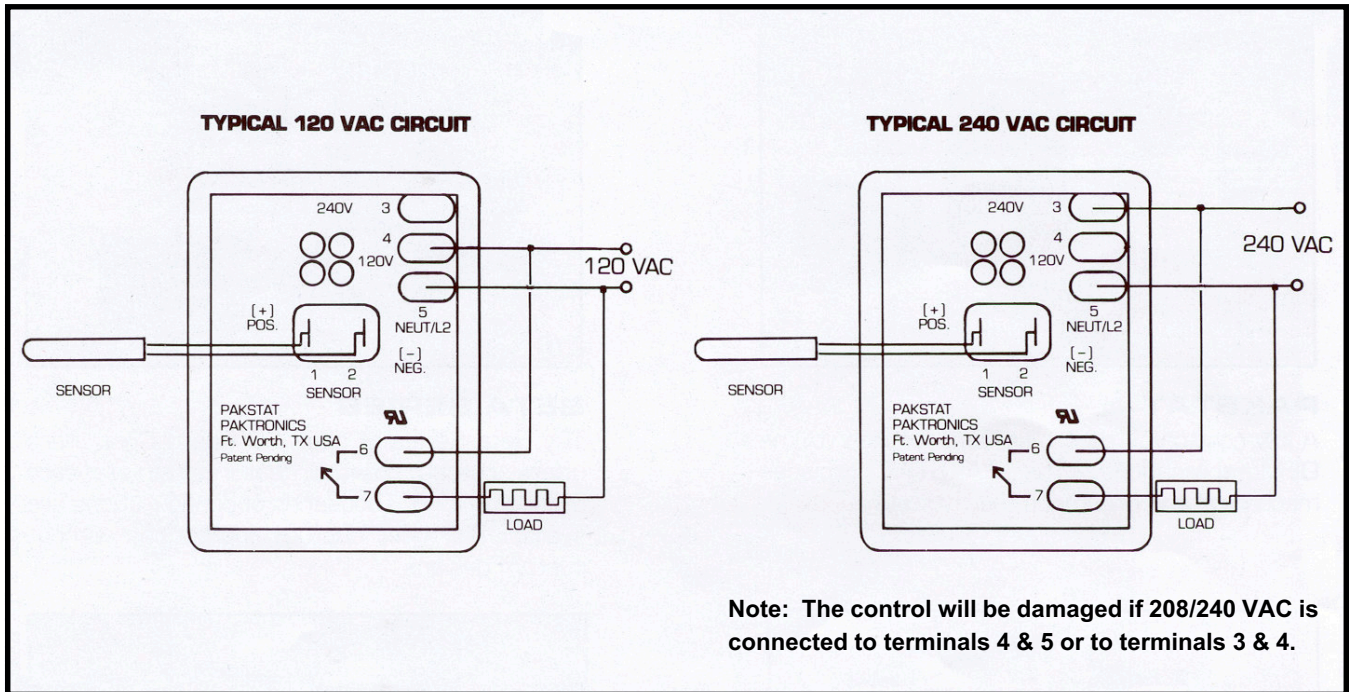 TYPICAL 120 VAC CIRCUIT
240V 3
4
120V
120 VAC
5
NEUT/L2
[+]
POS.
[-]
NEG.
1 2
SENSOR
SENSOR
PAKSTAT
PAKTRONICS
Ft. Worth, TX USA
Patent Pending
6
7
LOAD
TYPICAL 240 VAC CIRCUIT
240V 3
4
120V
240 VAC
5
NEUT/L2
[+]
POS.
[-]
NEG.
1 2
SENSOR
SENSOR
PAKSTAT
PAKTRONICS
Ft. Worth, TX USA
Patent Pending
6
7
LOAD
Note: The control will be damaged if 208/240 VAC is
connected to terminals 4 & 5 or to terminals 3 & 4.